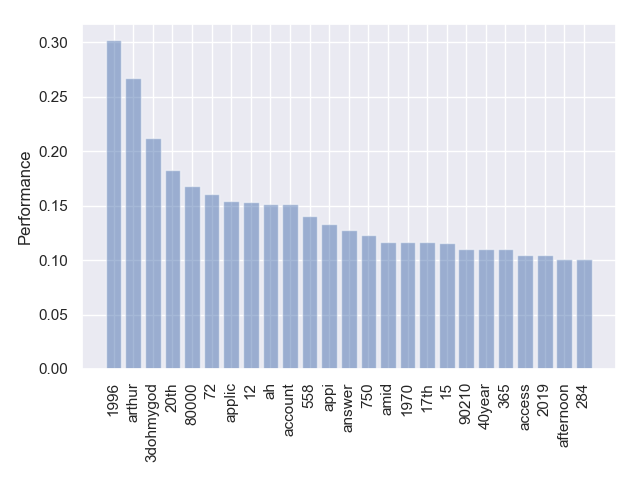 0.30
0.25
0.20
0.15
0.10
0.05
0.00
Performance
1996
arthur
3dohmygod
20th
80000
72
applic
12
ah
account
558
appi
answer
750
amid
1970
17th
15
90210
40year
365
access
2019
afternoon
284